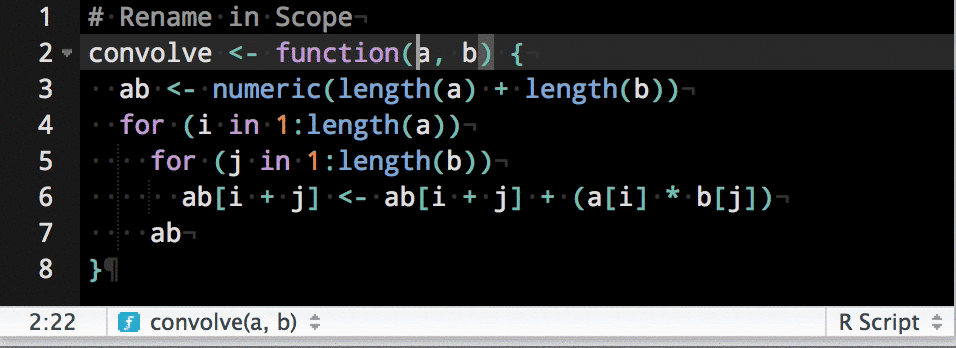 1 # Rename in Scope
2 convolve <- function(a, b) {
3   ab <- numeric(length(a) + length(b))
4   for (i in 1:length(a))
5     for (j in 1:length(b))
6       ab[i + j] <- ab[i + j] + (a[i] * b[j])
7     ab
8 }
2:22 f convolve(a, b) R Script